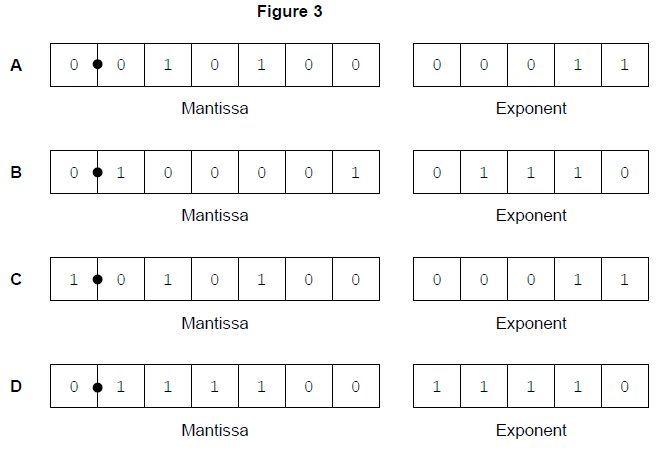 Figure 3
A 0 0 1 0 1 0 0 0 0 0 1 1
Mantissa Exponent
B 0 1 0 0 0 0 1 0 1 1 1 0
Mantissa Exponent
C 1 0 1 0 1 0 0 0 0 0 1 1
Mantissa Exponent
D 0 1 1 1 1 0 0 1 1 1 1 0
Mantissa Exponent